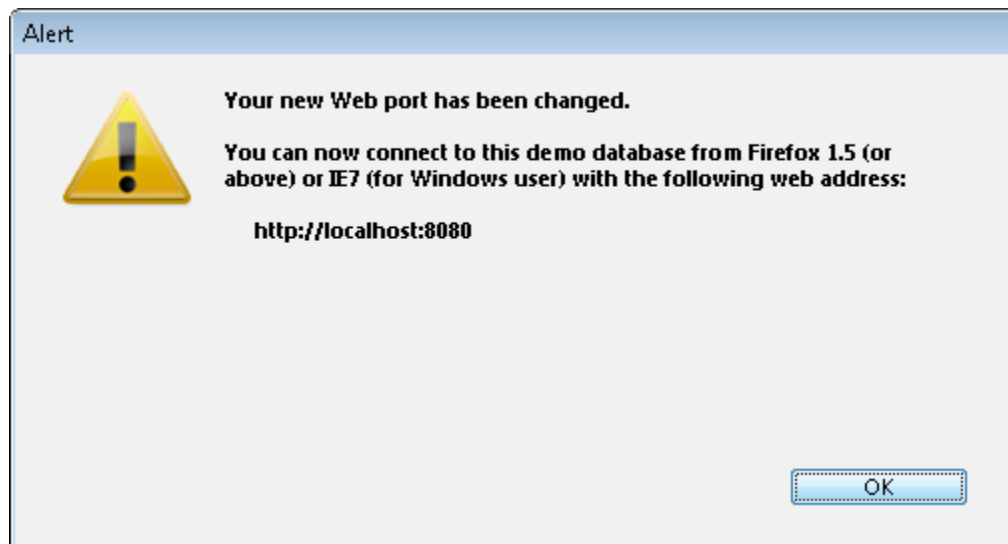 Alert
Your new Web port has been changed.
You can now connect to this demo database from Firefox 1.5 (or
above) or IE7 (for Windows user) with the following web address:
http://localhost:8080
OK